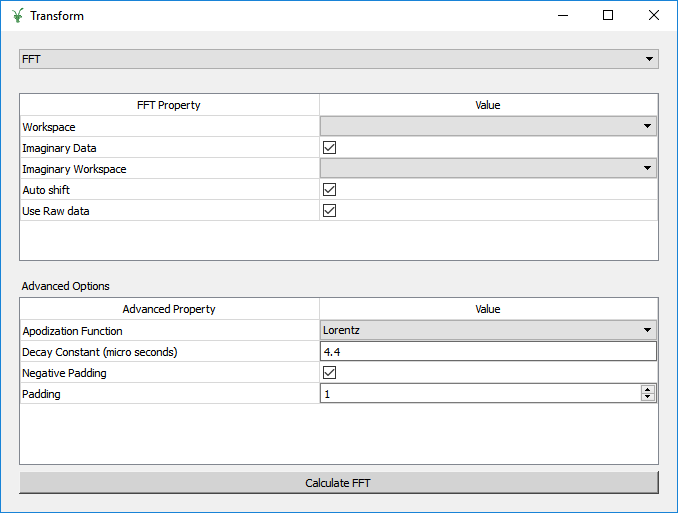 Transform
FFT
FFT Property Value
Workspace
Imaginary Data
Imaginary Workspace
Auto shift
Use Raw data
Advanced Options
Advanced Property Value
Apodization Function Lorentz
Decay Constant (micro seconds) 4.4
Negative Padding
Padding 1
Calculate FFT